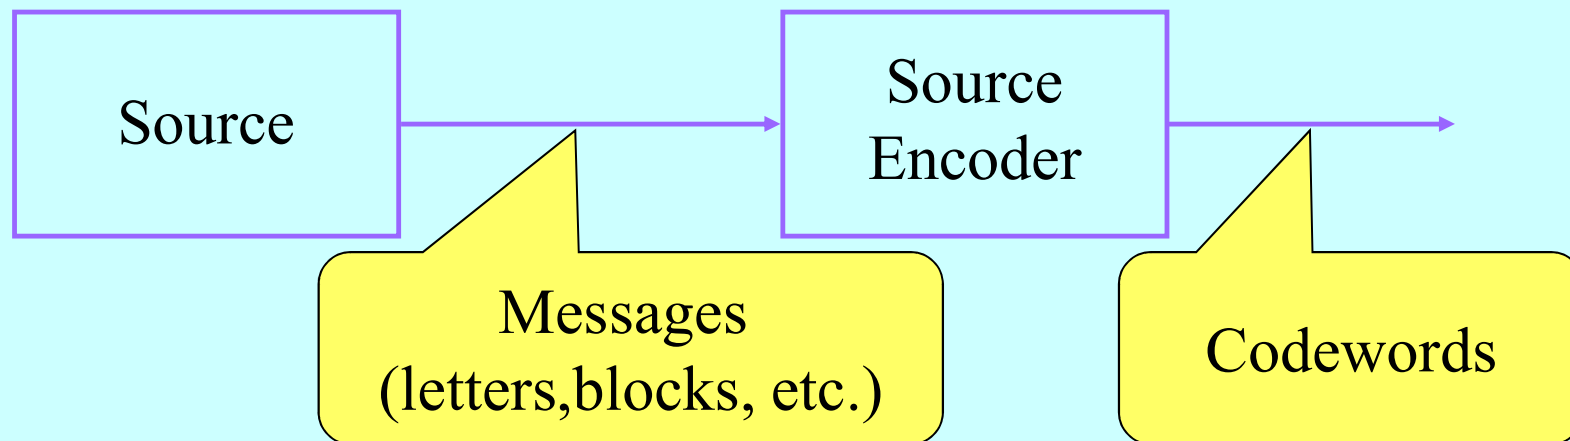 Source
Source
Encoder
Messages
(letters,blocks, etc.)
Codewords